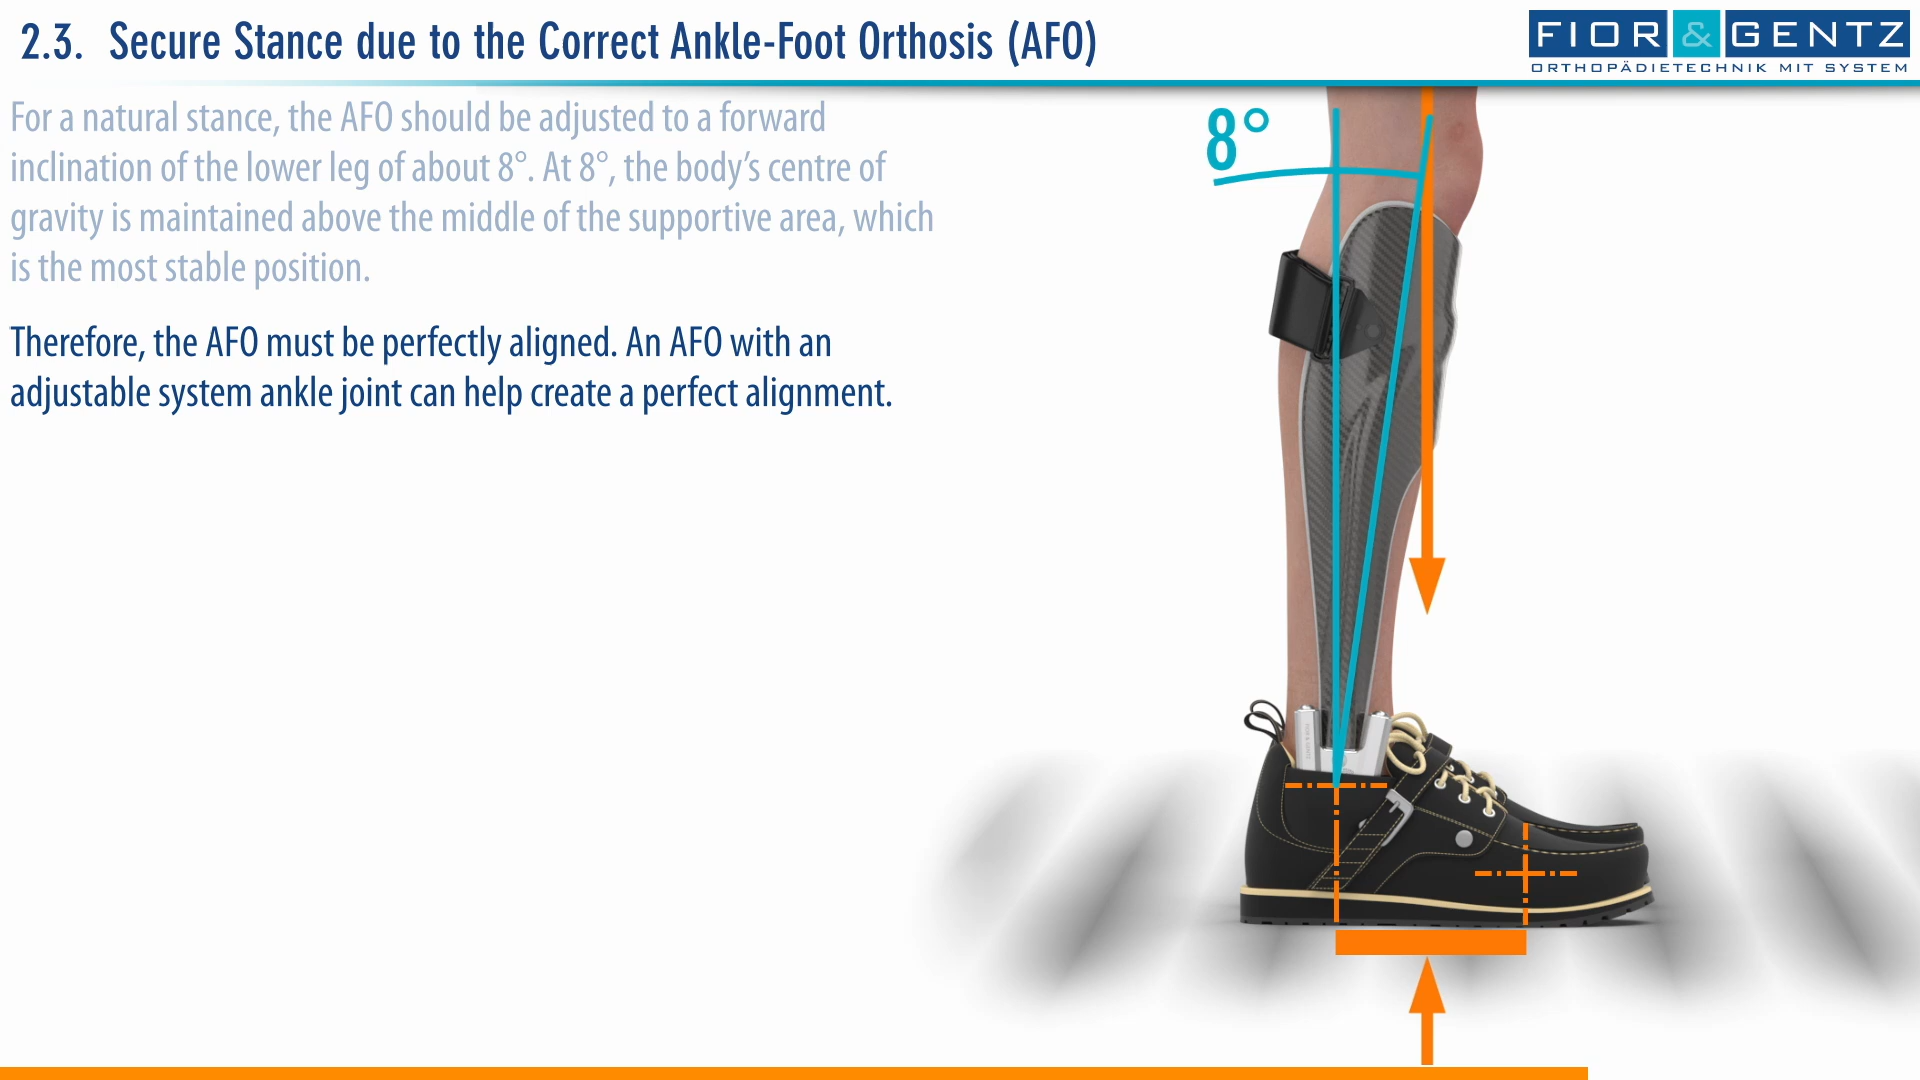 2.3. Secure Stance due to the Correct Ankle-Foot Orthosis (AFO)
FIOR & GENTZ
ORTHOPÄDIETECHNIK MIT SYSTEM
For a natural stance, the AFO should be adjusted to a forward
inclination of the lower leg of about 8°. At 8°, the body’s centre of
gravity is maintained above the middle of the supportive area, which
is the most stable position.
Therefore, the AFO must be perfectly aligned. An AFO with an
adjustable system ankle joint can help create a perfect alignment.
8°